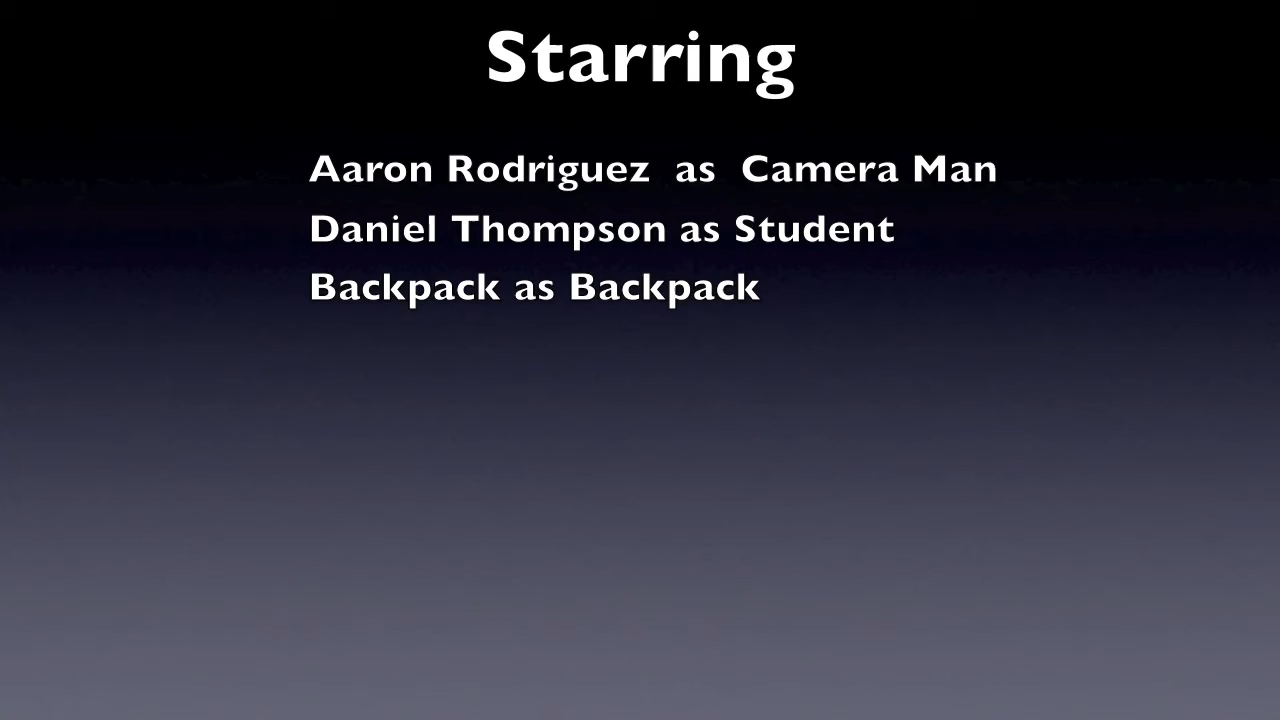 Starring
Aaron Rodriguez as Camera Man
Daniel Thompson as Student
Backpack as Backpack